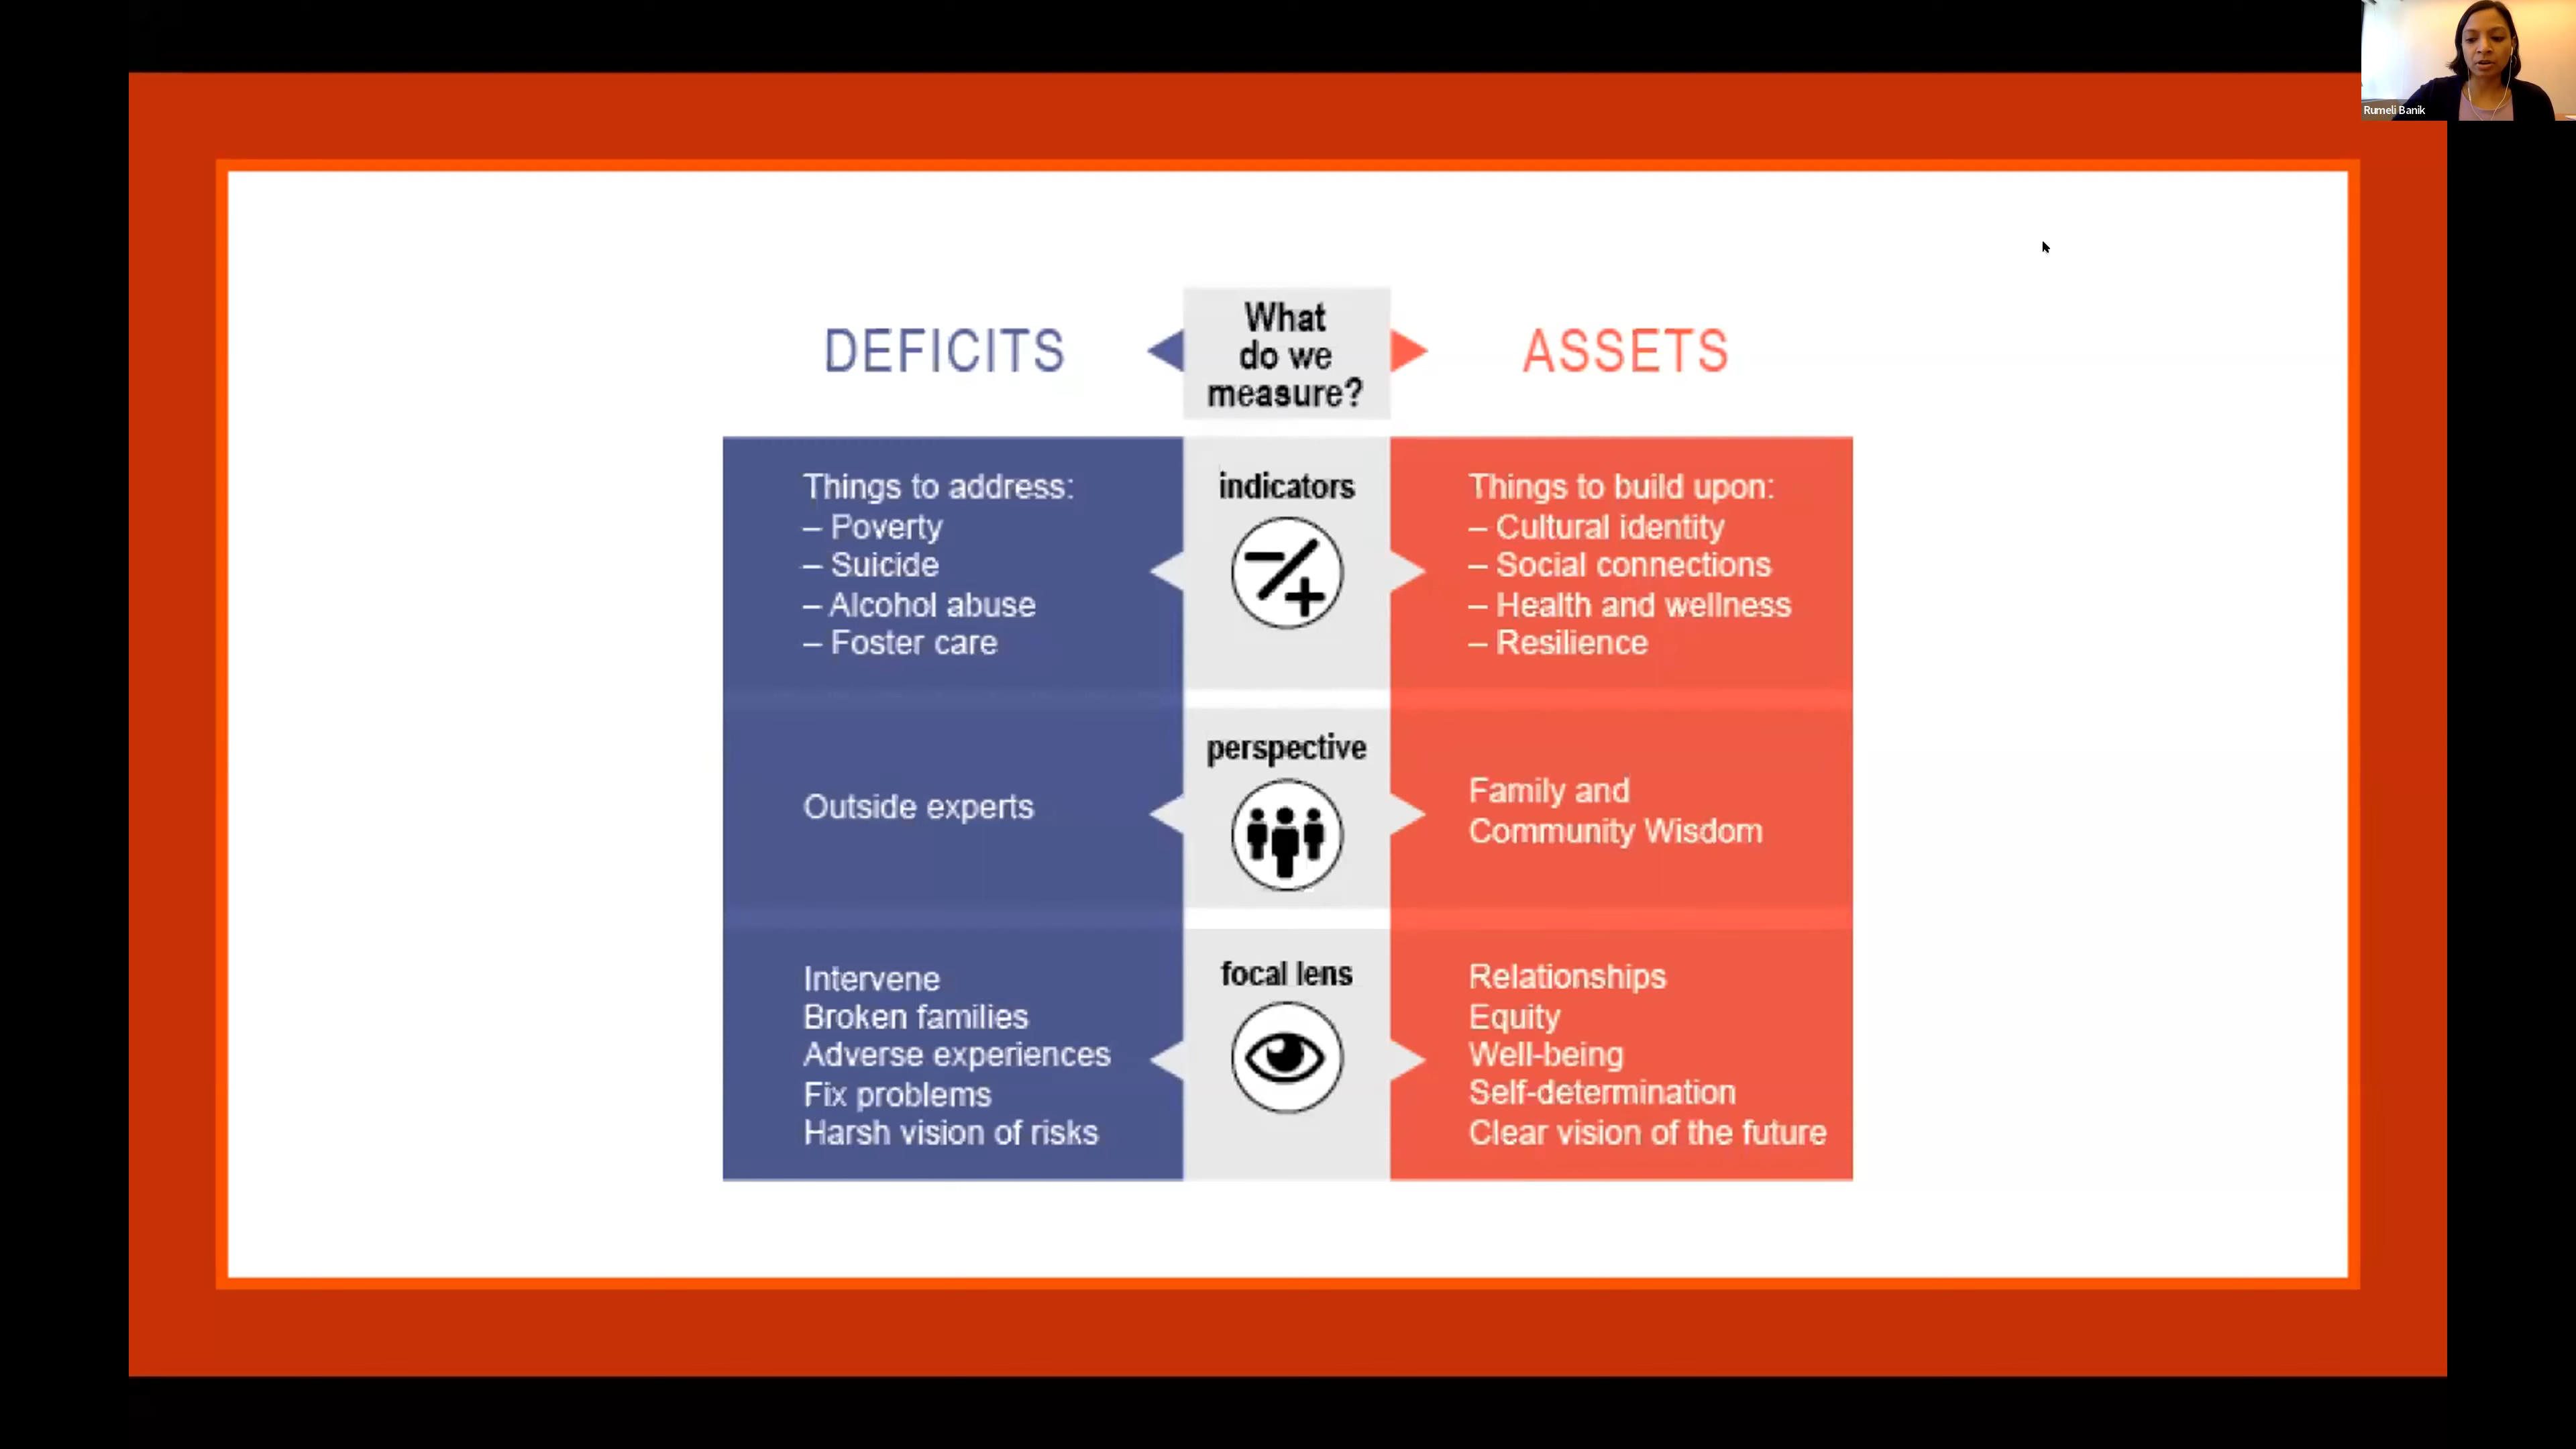 Rumeli Banik
DEFICITS
What
do we
measure?
ASSETS
Things to address:
– Poverty
– Suicide
– Alcohol abuse
– Foster care
indicators
Things to build upon:
– Cultural identity
– Social connections
– Health and wellness
– Resilience
Outside experts
perspective
Family and
Community Wisdom
Intervene
Broken families
Adverse experiences
Fix problems
Harsh vision of risks
focal lens
Relationships
Equity
Well-being
Self-determination
Clear vision of the future